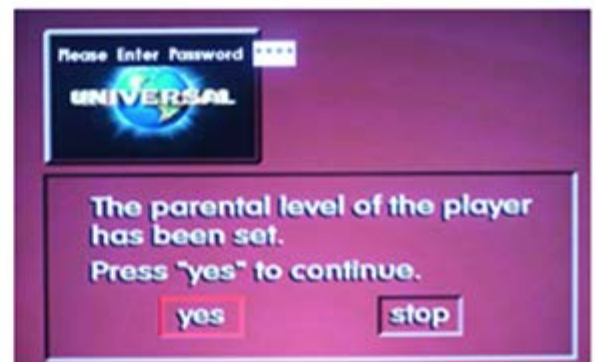 Please Enter Password ****
UNIVERSAL
The parental level of the player
has been set.
Press "yes" to continue.
yes
stop